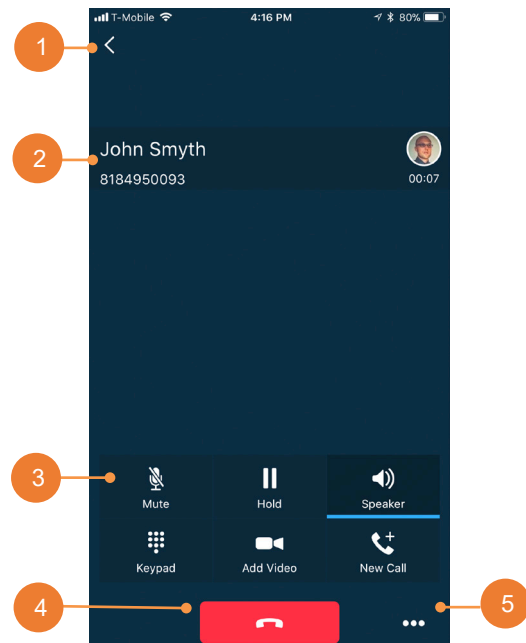 T-Mobile 4:16 PM 80%
1
2
John Smyth
8184950093 00:07
3
Mute Hold Speaker
Keypad Add Video New Call
4
5